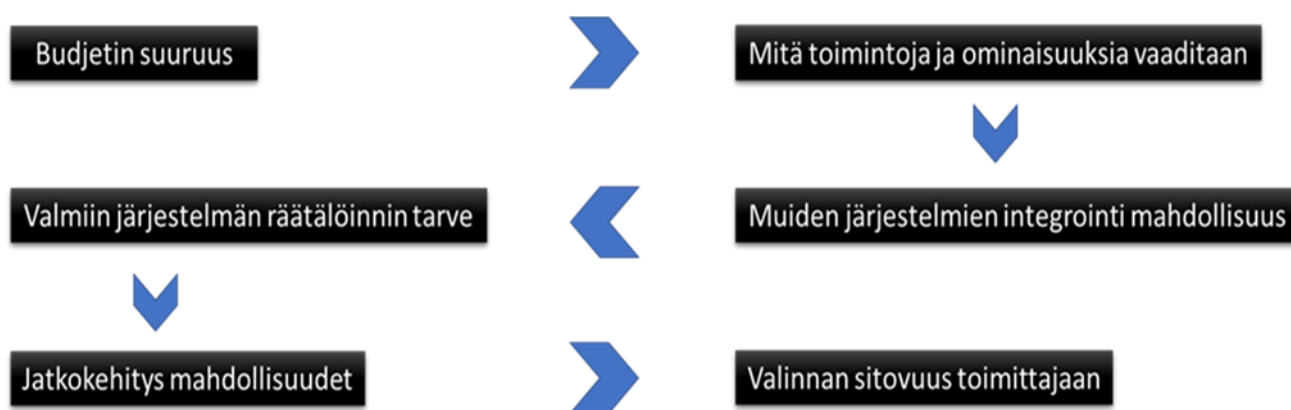 Budjetin suuruus
Mitä toimintoja ja ominaisuuksia vaaditaan
Muiden järjestelmien integrointi mahdollisuus
Valmiin järjestelmän räätälöinnin tarve
Jatkokehitys mahdollisuudet
Valinnan sitovuus toimittajaan